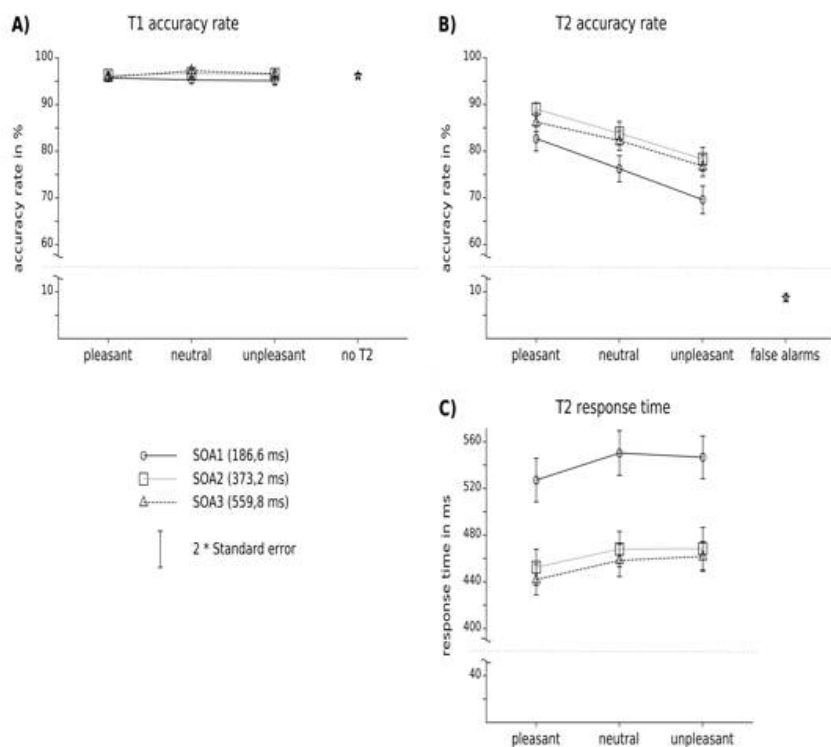 A)
T1 accuracy rate
accuracy rate in %
100
90
80
70
60
10
pleasant
neutral
unpleasant
no T2
B)
T2 accuracy rate
accuracy rate in %
100
90
80
70
60
10
pleasant
neutral
unpleasant
false alarms
SOA1 (186,6 ms)
SOA2 (373,2 ms)
SOA3 (559,8 ms)
2 * Standard error
C)
T2 response time
response time in ms
560
520
480
440
400
40
pleasant
neutral
unpleasant